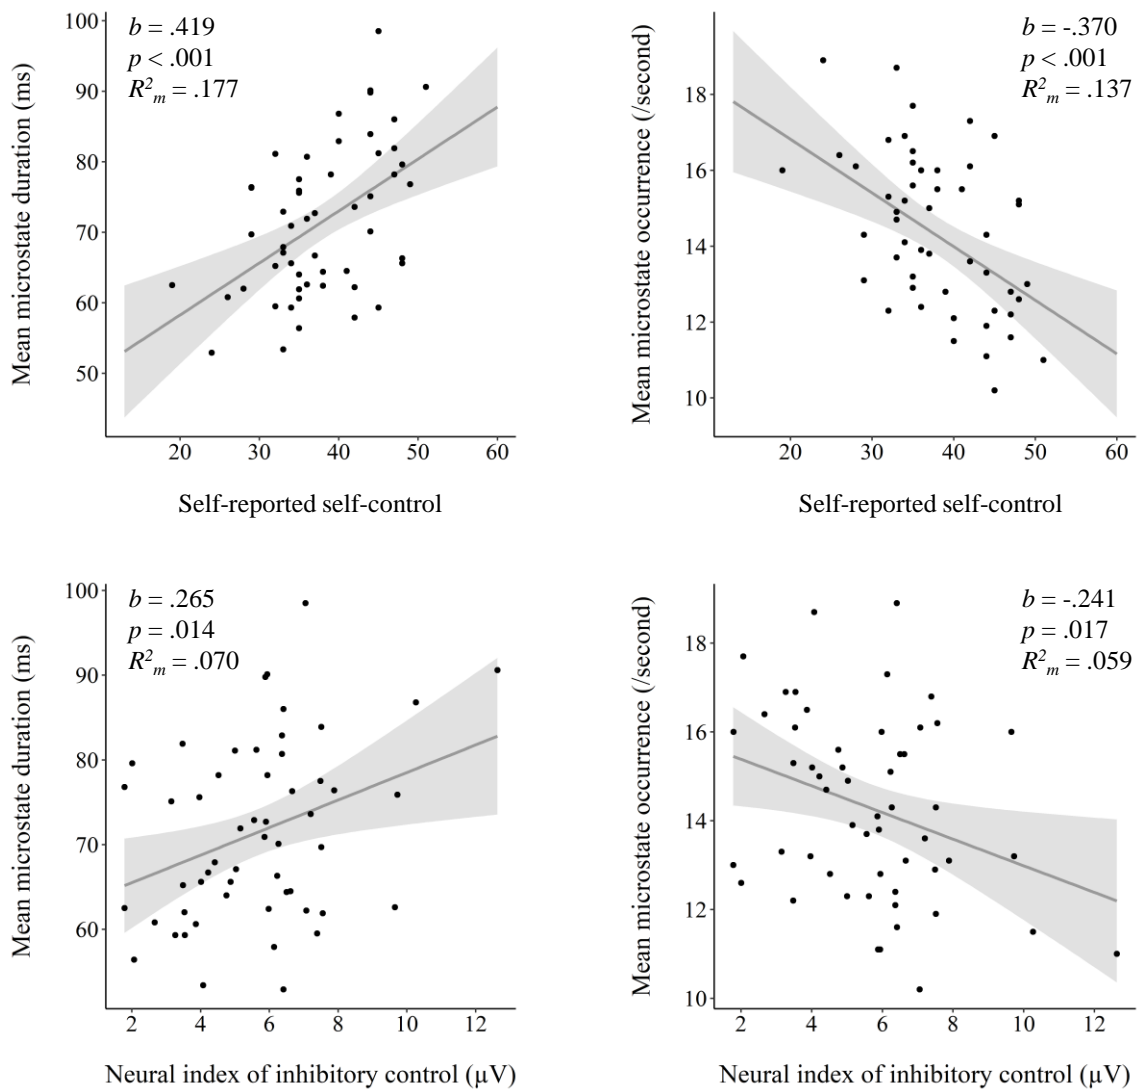 b = .419
p < .001
R²m = .177
100
90
80
70
60
50
Mean microstate duration (ms)
20 30 40 50 60
Self-reported self-control
b = -.370
p < .001
R²m = .137
18
16
14
12
10
Mean microstate occurrence (/second)
20 30 40 50 60
Self-reported self-control
b = .265
p = .014
R²m = .070
100
90
80
70
60
Mean microstate duration (ms)
2 4 6 8 10 12
Neural index of inhibitory control (µV)
b = -.241
p = .017
R²m = .059
18
16
14
12
10
Mean microstate occurrence (/second)
2 4 6 8 10 12
Neural index of inhibitory control (µV)